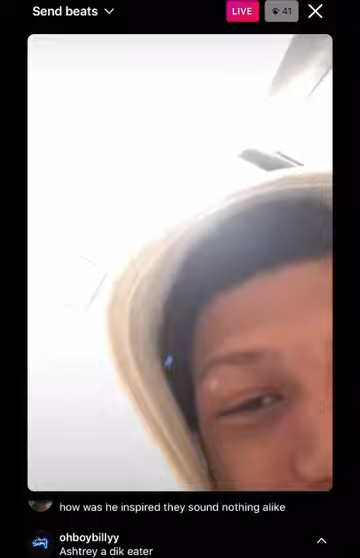 Send beats
LIVE
41
how was he inspired they sound nothing alike
ohboybillyy
Ashtrey a dik eater